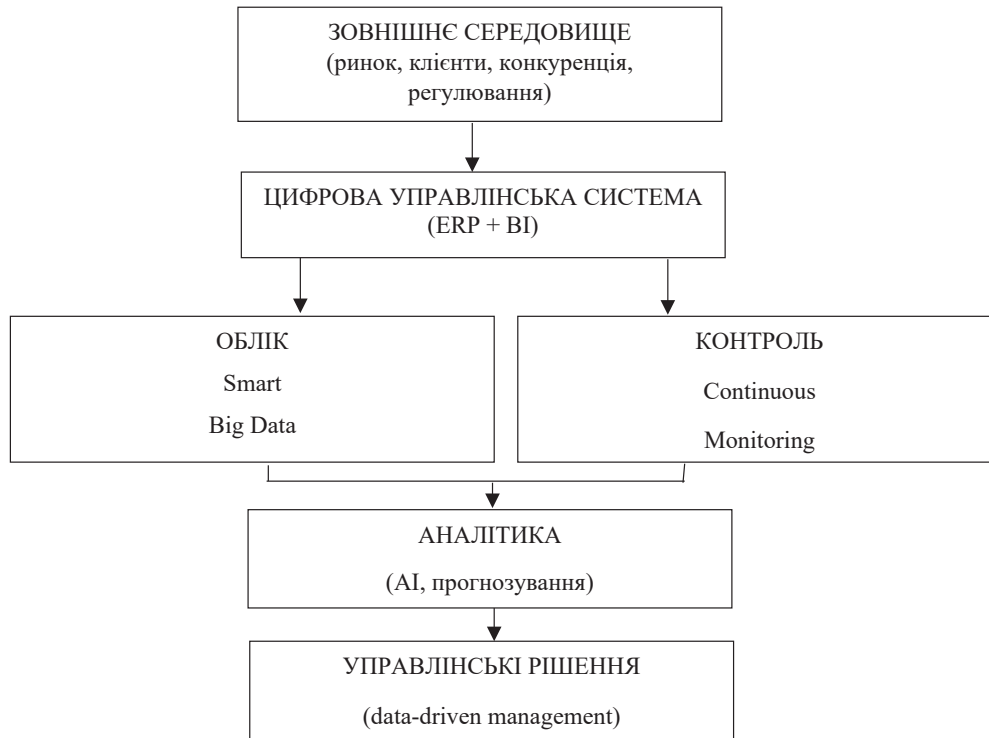 ЗОВНІШНЄ СЕРЕДОВИЩЕ
(ринок, клієнти, конкуренція,
регулювання)
ЦИФРОВА УПРАВЛІНСЬКА СИСТЕМА
(ERP + BI)
ОБЛІК
Smart
Big Data
КОНТРОЛЬ
Continuous
Monitoring
АНАЛІТИКА
(AI, прогнозування)
УПРАВЛІНСЬКІ РІШЕННЯ
(data-driven management)